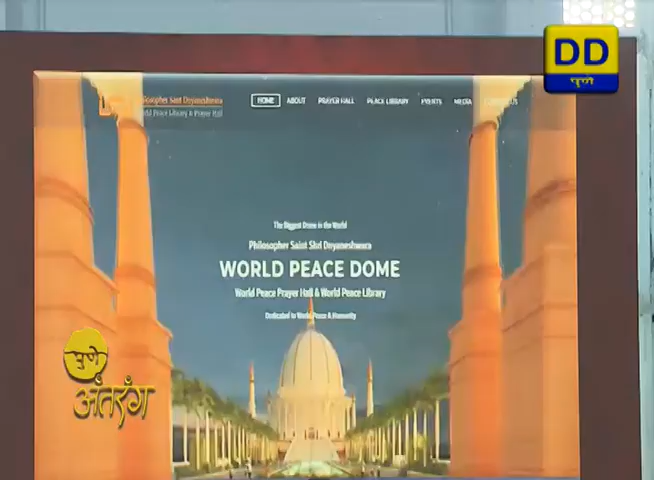 DD
पुणे
Philosopher Saint Dnyaneshwara
World Peace Library & Prayer Hall
HOME ABOUT PRAYER HALL PEACE LIBRARY EVENTS MEDIA
The Biggest Dome in the World
Philosopher Saint Shri Dnyaneshwara
WORLD PEACE DOME
World Peace Prayer Hall & World Peace Library
Dedicated to World Peace & Humanity
पुणे
अंतरंग